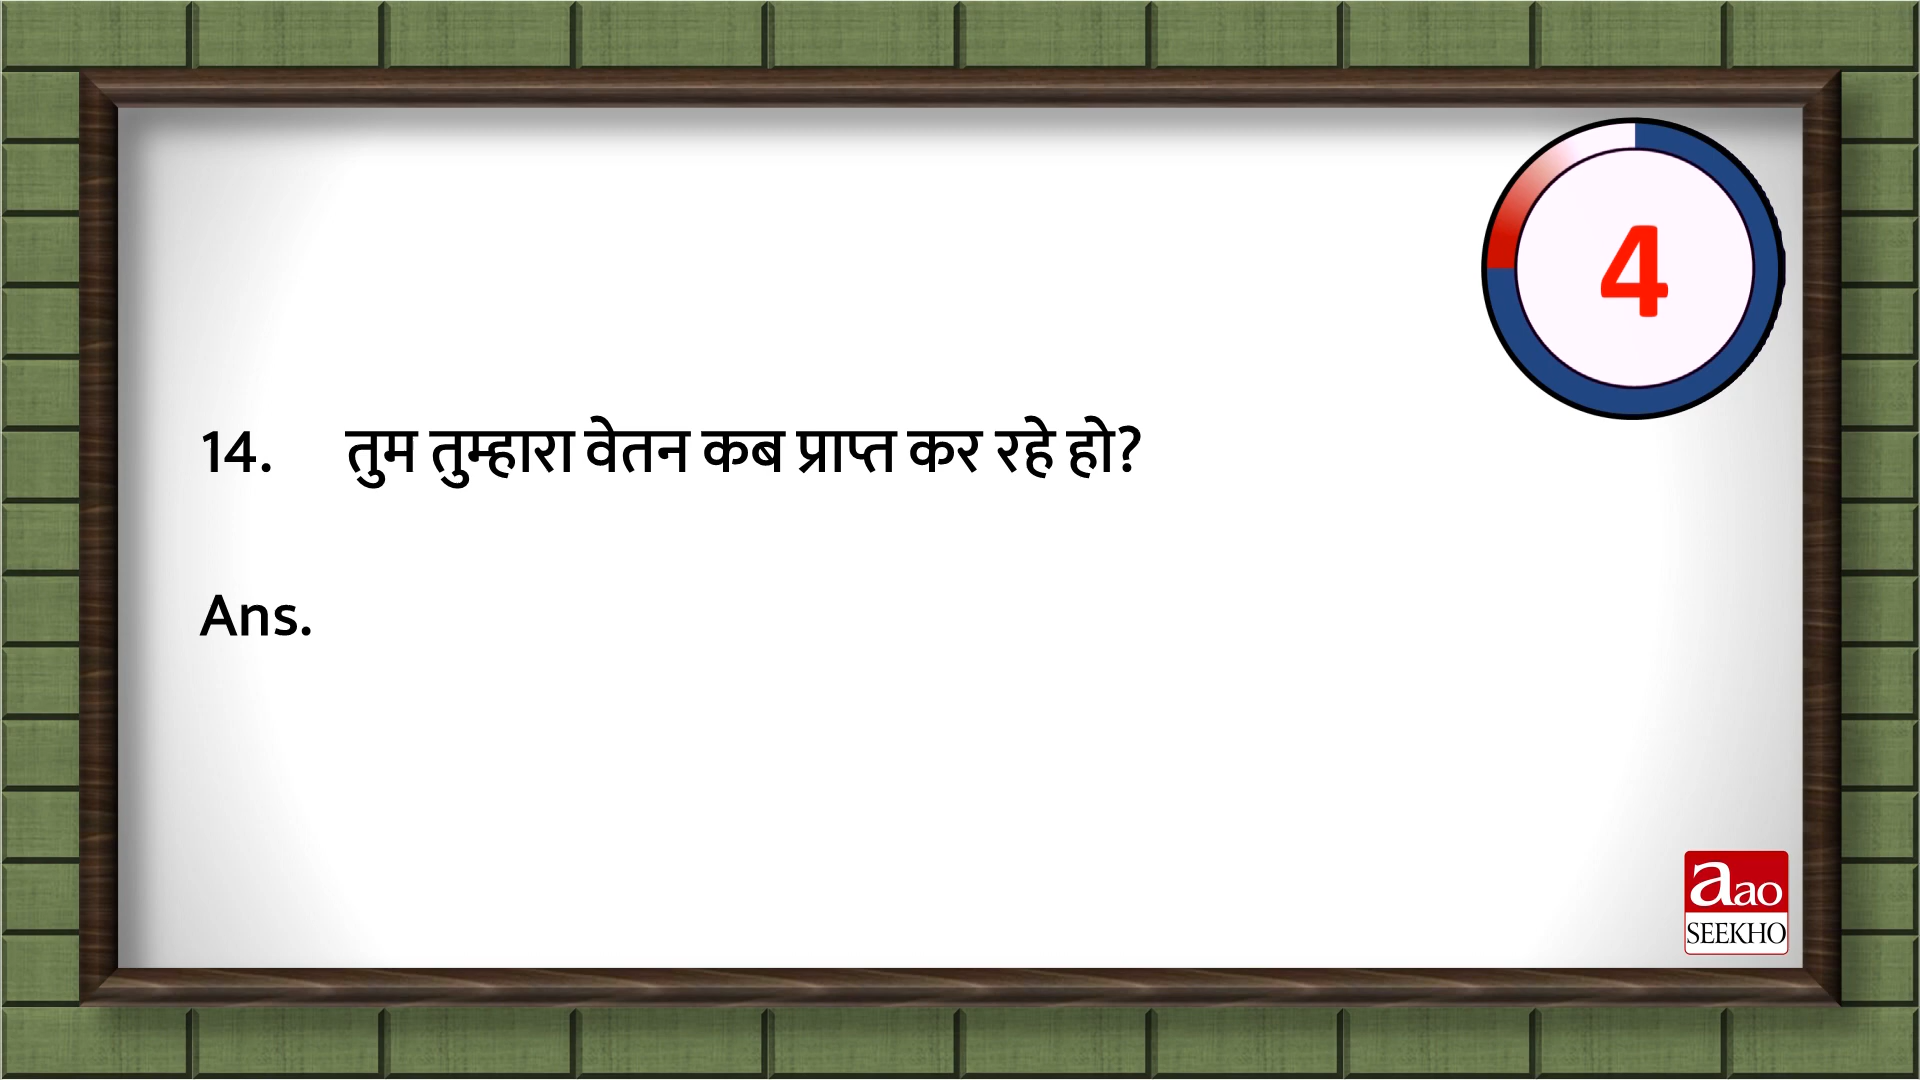 4
14. तुम तुम्हारा वेतन कब प्राप्त कर रहे हो?
Ans.
aao
SEEKHO